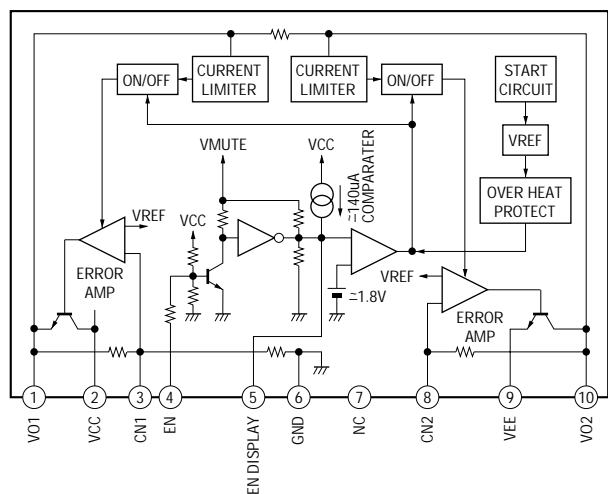 ON/OFF
CURRENT
LIMITER
CURRENT
LIMITER
ON/OFF
START
CIRCUIT
VREF
OVER HEAT
PROTECT
VMUTE
VCC
≃140uA
COMPARATER
VCC
VREF
ERROR
AMP
≃1.8V
VREF
ERROR
AMP
1
2
3
4
5
6
7
8
9
10
VO1
VCC
CN1
EN
EN DISPLAY
GND
NC
CN2
VEE
VO2